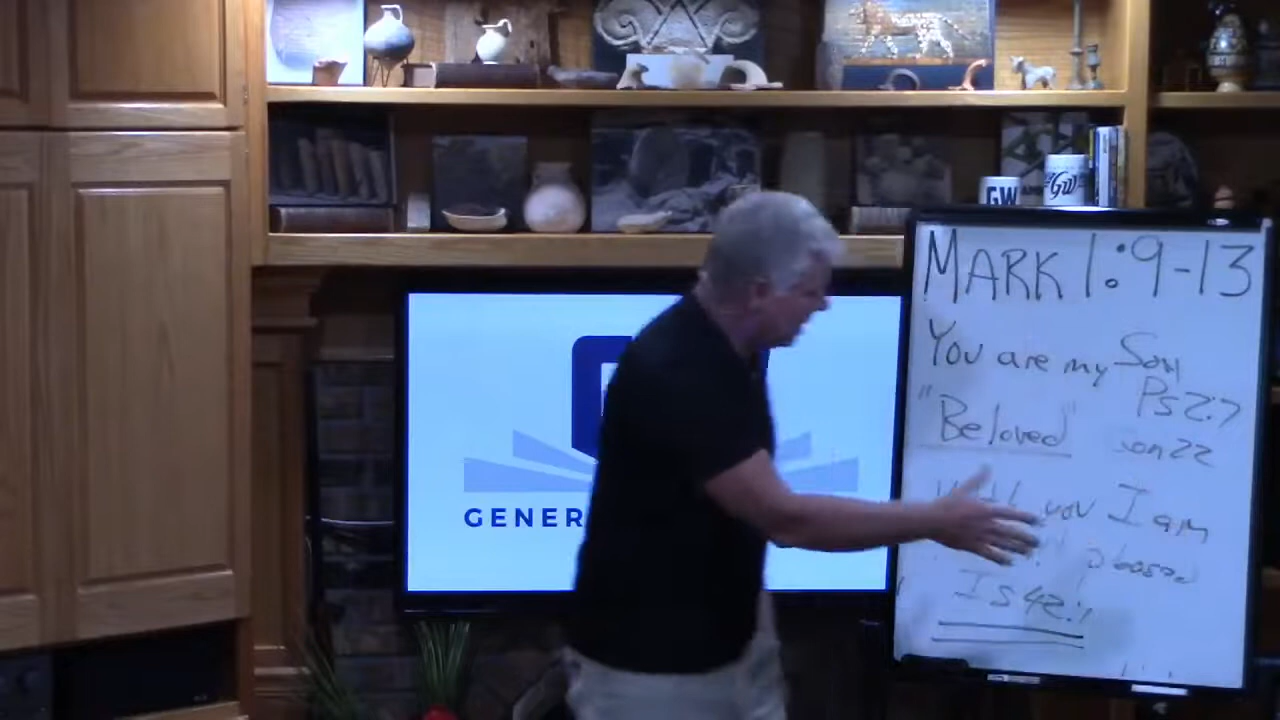 GW
GW
MARK 1:9-13
You are my Son
Ps 2:7
"Beloved"
22
you I am
Is 42:1
GENER